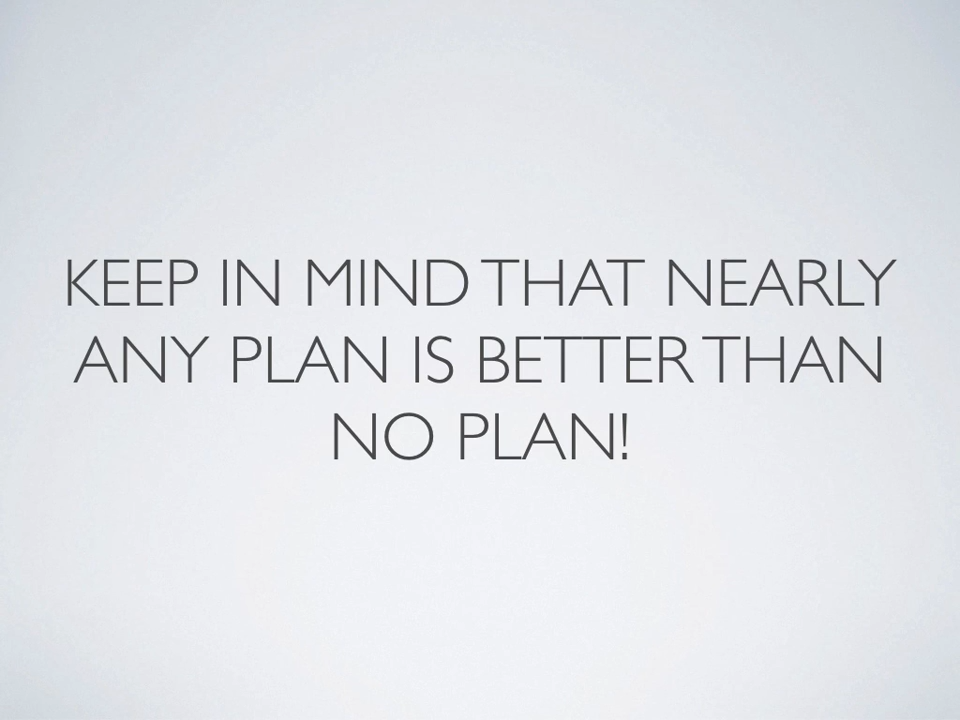 KEEP IN MIND THAT NEARLY
ANY PLAN IS BETTER THAN
NO PLAN!